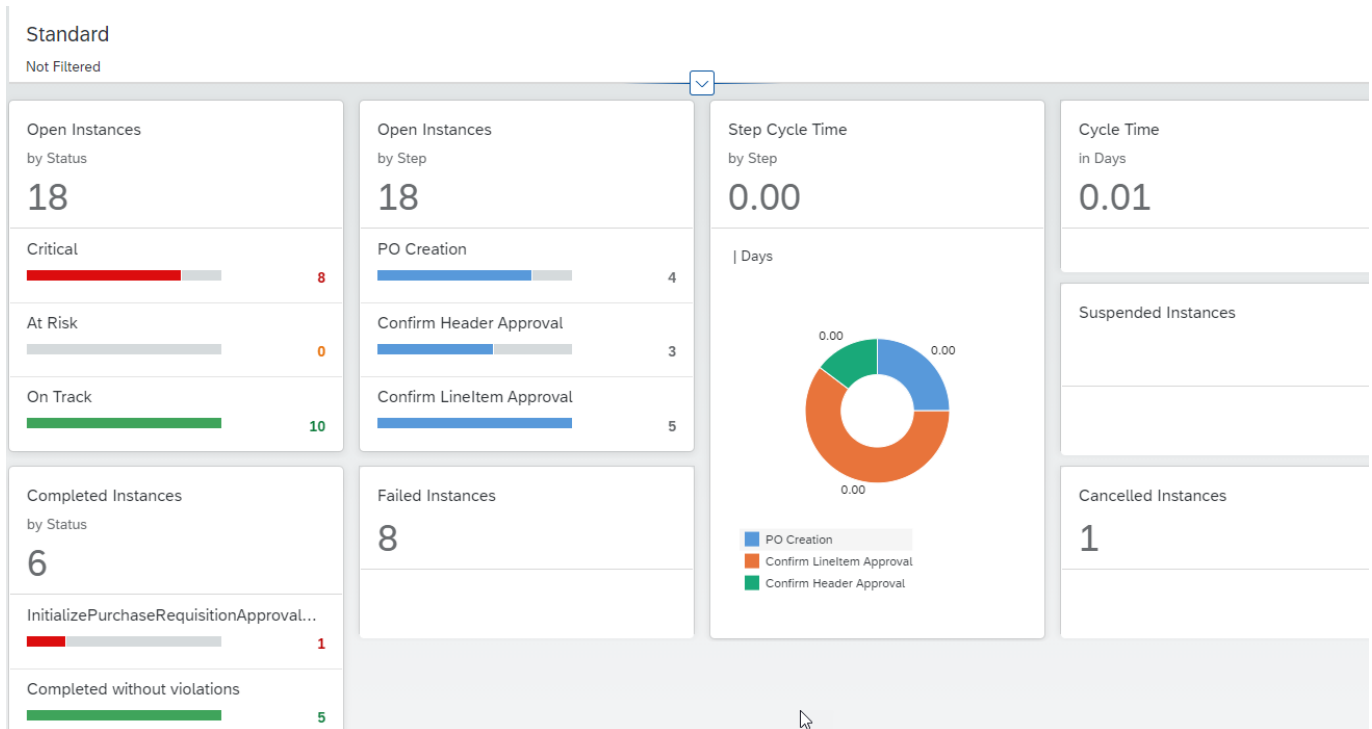 Standard
Not Filtered
Open Instances
by Status
18
Critical
8
At Risk
0
On Track
10
Open Instances
by Step
18
PO Creation
4
Confirm Header Approval
3
Confirm LineItem Approval
5
Step Cycle Time
by Step
0.00
| Days
0.00
0.00
0.00
PO Creation
Confirm LineItem Approval
Confirm Header Approval
Cycle Time
in Days
0.01
Suspended Instances
Completed Instances
by Status
6
InitializePurchaseRequisitionApproval...
1
Completed without violations
5
Failed Instances
8
Cancelled Instances
1